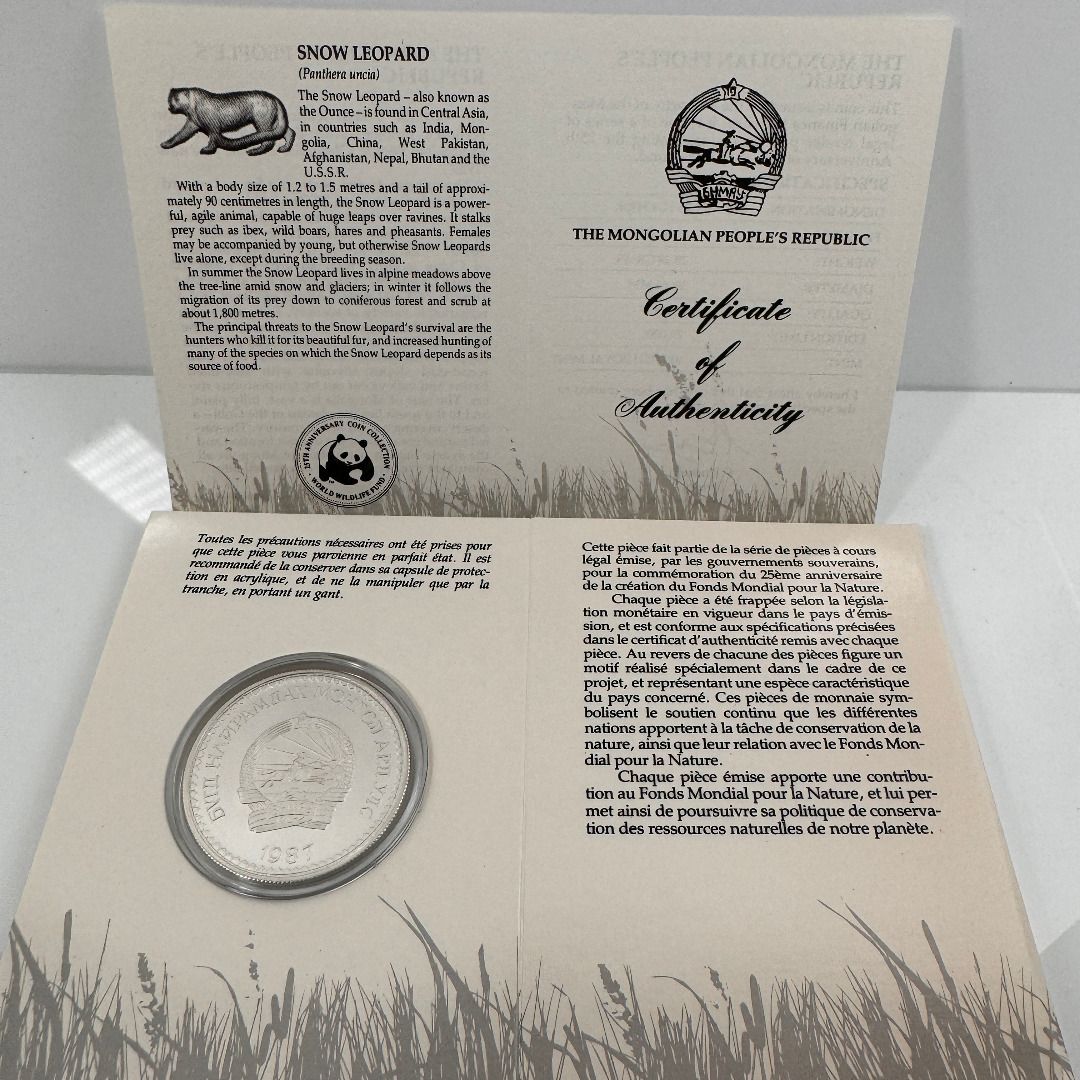 SNOW LEOPARD
(Panthera uncia)
The Snow Leopard – also known as
the Ounce – is found in Central Asia,
in countries such as India, Mon-
golia, China, West Pakistan,
Afghanistan, Nepal, Bhutan and the
U.S.S.R.
With a body size of 1.2 to 1.5 metres and a tail of approxi-
mately 90 centimetres in length, the Snow Leopard is a power-
ful, agile animal, capable of huge leaps over ravines. It stalks
prey such as ibex, wild boars, hares and pheasants. Females
may be accompanied by young, but otherwise Snow Leopards
live alone, except during the breeding season.
In summer the Snow Leopard lives in alpine meadows above
the tree-line amid snow and glaciers; in winter it follows the
migration of its prey down to coniferous forest and scrub at
about 1,800 metres.
The principal threats to the Snow Leopard's survival are the
hunters who kill it for its beautiful fur, and increased hunting of
many of the species on which the Snow Leopard depends as its
source of food.
25TH ANNIVERSARY COIN COLLECTION
WORLD WILDLIFE FUND
THE MONGOLIAN PEOPLE'S REPUBLIC
Certificate
of
Authenticity
Toutes les précautions nécessaires ont été prises pour
que cette pièce vous parvienne en parfait état. Il est
recommandé de la conserver dans sa capsule de protec-
tion en acrylique, et de ne la manipuler que par la
tranche, en portant un gant.
БҮГД НАЙРАМДАХ МОНГОЛ АРД УЛС
1987
Cette pièce fait partie de la série de pièces à cours
légal émise, par les gouvernements souverains,
pour la commémoration du 25ème anniversaire
de la création du Fonds Mondial pour la Nature.
Chaque pièce a été frappée selon la législa-
tion monétaire en vigueur dans le pays d'émis-
sion, et est conforme aux spécifications précisées
dans le certificat d'authenticité remis avec chaque
pièce. Au revers de chacune des pièces figure un
motif réalisé spécialement dans le cadre de ce
projet, et représentant une espèce caractéristique
du pays concerné. Ces pièces de monnaie sym-
bolisent le soutien continu que les différentes
nations apportent à la tâche de conservation de la
nature, ainsi que leur relation avec le Fonds Mon-
dial pour la Nature.
Chaque pièce émise apporte une contribu-
tion au Fonds Mondial pour la Nature, et lui per-
met ainsi de poursuivre sa politique de conserva-
tion des ressources naturelles de notre planète.